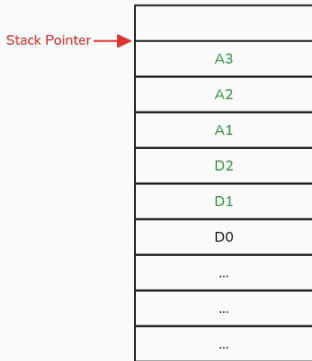 Stack Pointer
A3
A2
A1
D2
D1
D0
...
...
...